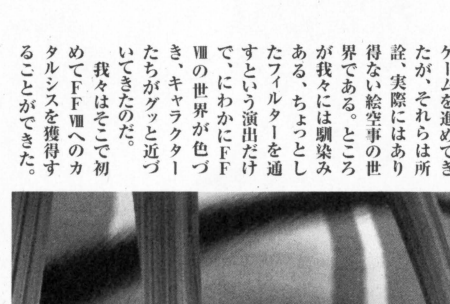 ゲームを進めてき
たが、それらは所
詮、実際にはあり
得ない絵空事の世
界である。ところ
が我々には馴染み
ある、ちょっとし
たフィルターを通
すという演出だけ
で、にわかにFF
Ⅷの世界が色づ
き、キャラクター
たちがグッと近づ
いてきたのだ。
我々はそこで初
めてFFⅧへのカ
タルシスを獲得す
ることができた。